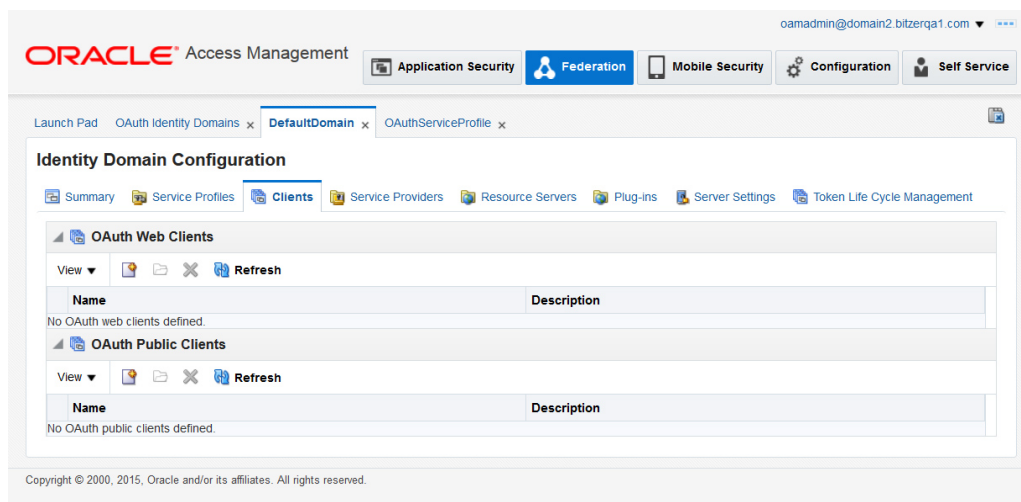 oamadmin@domain2.bitzerqa1.com
ORACLE® Access Management
Application Security Federation Mobile Security Configuration Self Service
Launch Pad OAuth Identity Domains x DefaultDomain x OAuthServiceProfile x
Identity Domain Configuration
Summary Service Profiles Clients Service Providers Resource Servers Plug-ins Server Settings Token Life Cycle Management
OAuth Web Clients
View Refresh
Name Description
No OAuth web clients defined.
OAuth Public Clients
View Refresh
Name Description
No OAuth public clients defined.
Copyright © 2000, 2015, Oracle and/or its affiliates. All rights reserved.